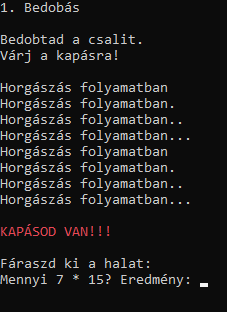 1. Bedobás
Bedobtad a csalit.
Várj a kapásra!
Horgászás folyamatban
Horgászás folyamatban.
Horgászás folyamatban..
Horgászás folyamatban...
Horgászás folyamatban
Horgászás folyamatban.
Horgászás folyamatban..
Horgászás folyamatban...
KAPÁSOD VAN!!!
Fáraszd ki a halat:
Mennyi 7 * 15? Eredmény: